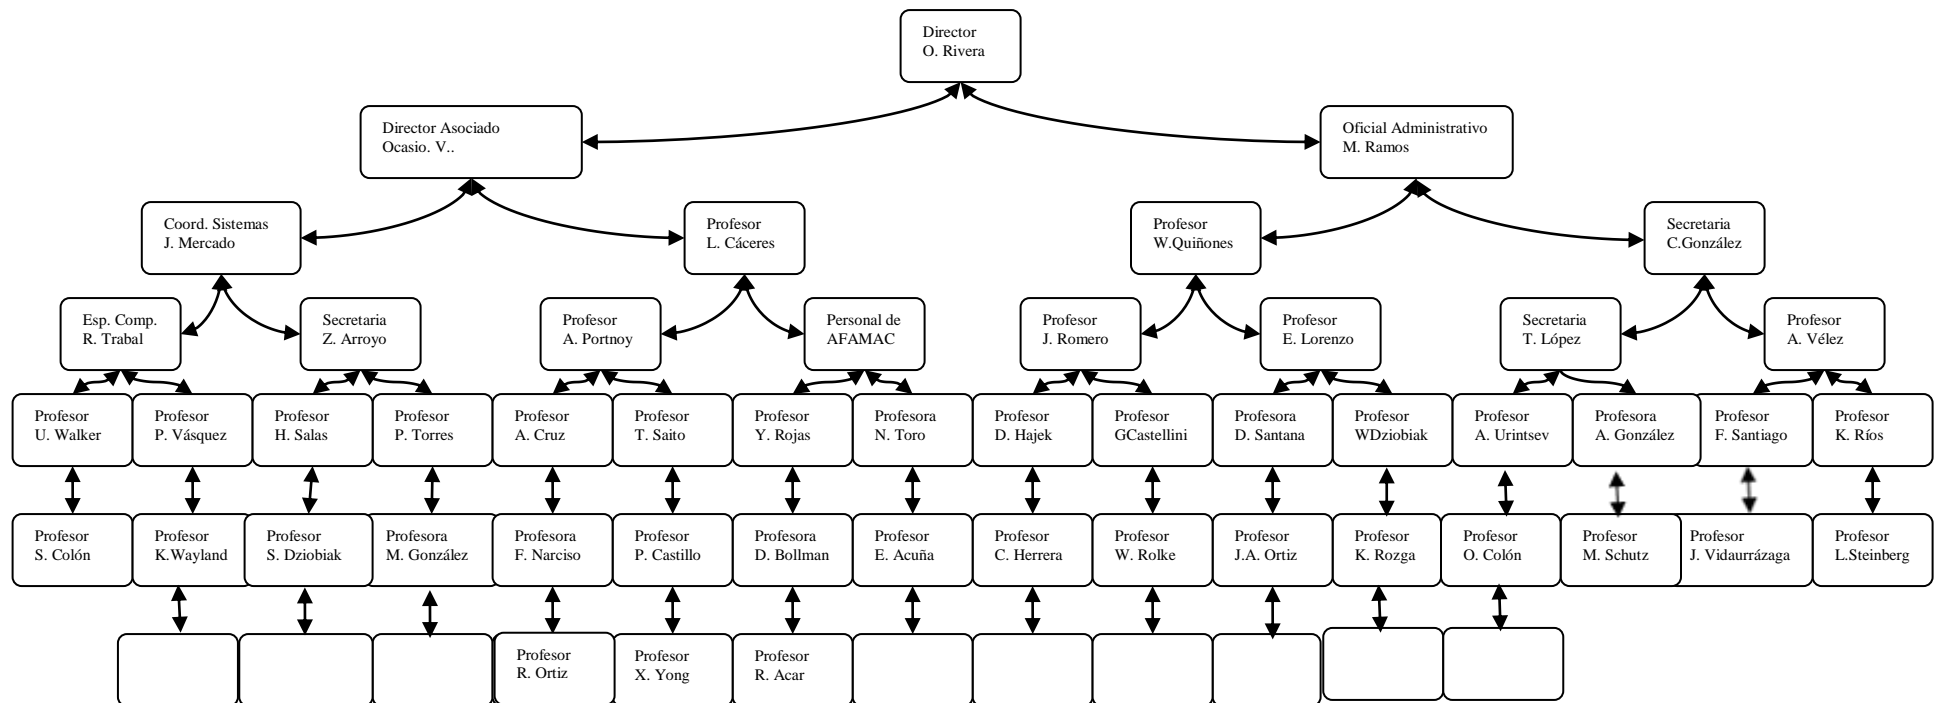 Director
O. Rivera
Director Asociado
Ocasio. V..
Oficial Administrativo
M. Ramos
Coord. Sistemas
J. Mercado
Profesor
L. Cáceres
Profesor
W.Quiñones
Secretaria
C.González
Esp. Comp.
R. Trabal
Secretaria
Z. Arroyo
Profesor
A. Portnoy
Personal de
AFAMAC
Profesor
J. Romero
Profesor
E. Lorenzo
Secretaria
T. López
Profesor
A. Vélez
Profesor
U. Walker
Profesor
P. Vásquez
Profesor
H. Salas
Profesor
P. Torres
Profesor
A. Cruz
Profesor
T. Saito
Profesor
Y. Rojas
Profesora
N. Toro
Profesor
D. Hajek
Profesor
GCastellini
Profesora
D. Santana
Profesor
WDziobiak
Profesor
A. Urintsev
Profesora
A. González
Profesor
F. Santiago
Profesor
K. Ríos
Profesor
S. Colón
Profesor
K.Wayland
Profesor
S. Dziobiak
Profesora
M. González
Profesora
F. Narciso
Profesor
P. Castillo
Profesora
D. Bollman
Profesor
E. Acuña
Profesor
C. Herrera
Profesor
W. Rolke
Profesor
J.A. Ortiz
Profesor
K. Rozga
Profesor
O. Colón
Profesor
M. Schutz
Profesor
J. Vidaurrázaga
Profesor
L.Steinberg
Profesor
R. Ortiz
Profesor
X. Yong
Profesor
R. Acar